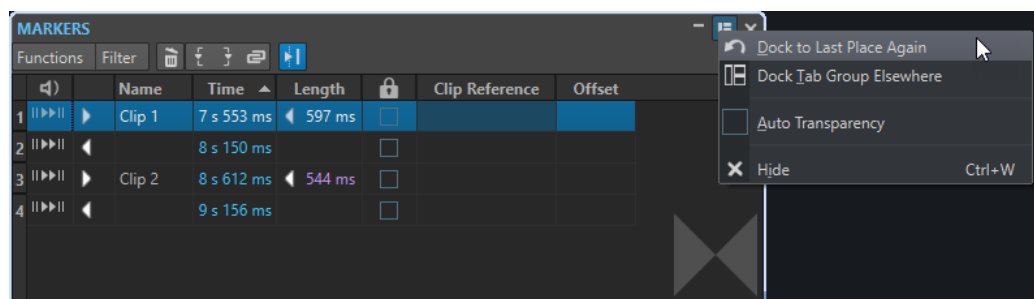 MARKERS
Functions Filter
Name Time Length Clip Reference Offset
1 Clip 1 7 s 553 ms 597 ms
2 8 s 150 ms
3 Clip 2 8 s 612 ms 544 ms
4 9 s 156 ms
Dock to Last Place Again
Dock Tab Group Elsewhere
Auto Transparency
Hide Ctrl+W